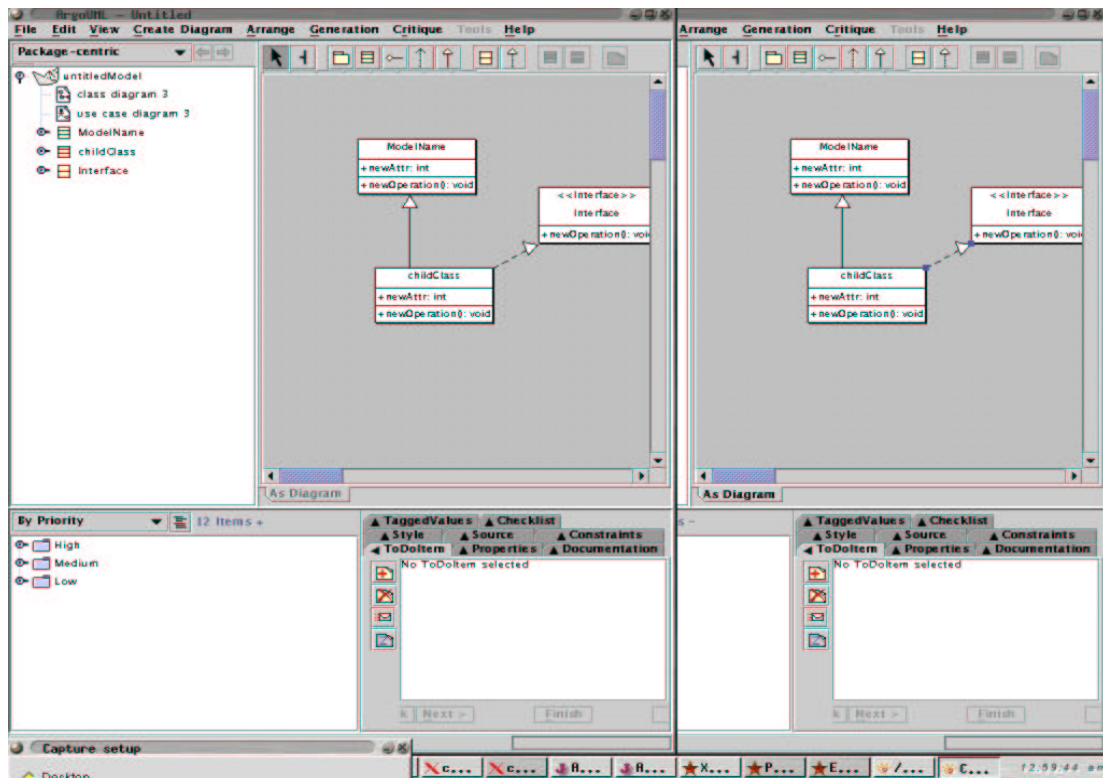 ArgoUML - Untitled
File Edit View Create Diagram Arrange Generation Critique Tools Help
Arrange Generation Critique Tools Help
Package-centric
untitledModel
class diagram 3
use case diagram 3
ModelName
childClass
Interface
ModelName
+newAttr: int
+newOperation(): void
<<Interface>>
Interface
+newOperation(): voi
childClass
+newAttr: int
+newOperation(): void
As Diagram
ModelName
+newAttr: int
+newOperation(): void
<<Interface>>
Interface
+newOperation(): voi
childClass
+newAttr: int
+newOperation(): void
As Diagram
By Priority
12 Items +
High
Medium
Low
TaggedValues Checklist
Style Source Constraints
ToDoItem Properties Documentation
No ToDoItem selected
k Next > Finish
s -
TaggedValues Checklist
Style Source Constraints
ToDoItem Properties Documentation
No ToDoItem selected
k Next > Finish
Capture setup
Desktop
c... c... A... A... X... P... E... /... C... 12:59:44 am